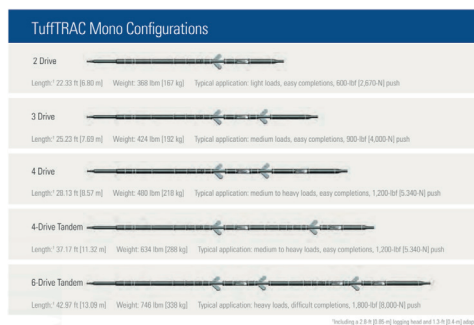 TuffTRAC Mono Configurations
2 Drive
Length:¹ 22.33 ft [6.80 m] Weight: 368 lbm [167 kg] Typical application: light loads, easy completions, 600-lbf [2,670-N] push
3 Drive
Length:¹ 25.23 ft [7.69 m] Weight: 424 lbm [192 kg] Typical application: medium loads, easy completions, 900-lbf [4,000-N] push
4 Drive
Length:¹ 28.13 ft [8.57 m] Weight: 480 lbm [218 kg] Typical application: medium to heavy loads, easy completions, 1,200-lbf [5,340-N] push
4-Drive Tandem
Length:¹ 37.17 ft [11.32 m] Weight: 634 lbm [288 kg] Typical application: medium to heavy loads, easy completions, 1,200-lbf [5,340-N] push
6-Drive Tandem
Length:¹ 42.97 ft [13.09 m] Weight: 746 lbm [338 kg] Typical application: heavy loads, difficult completions, 1,800-lbf [8,000-N] push
¹Including a 2.8-ft [0.85 m] logging head and 1.3-ft [0.4-m]